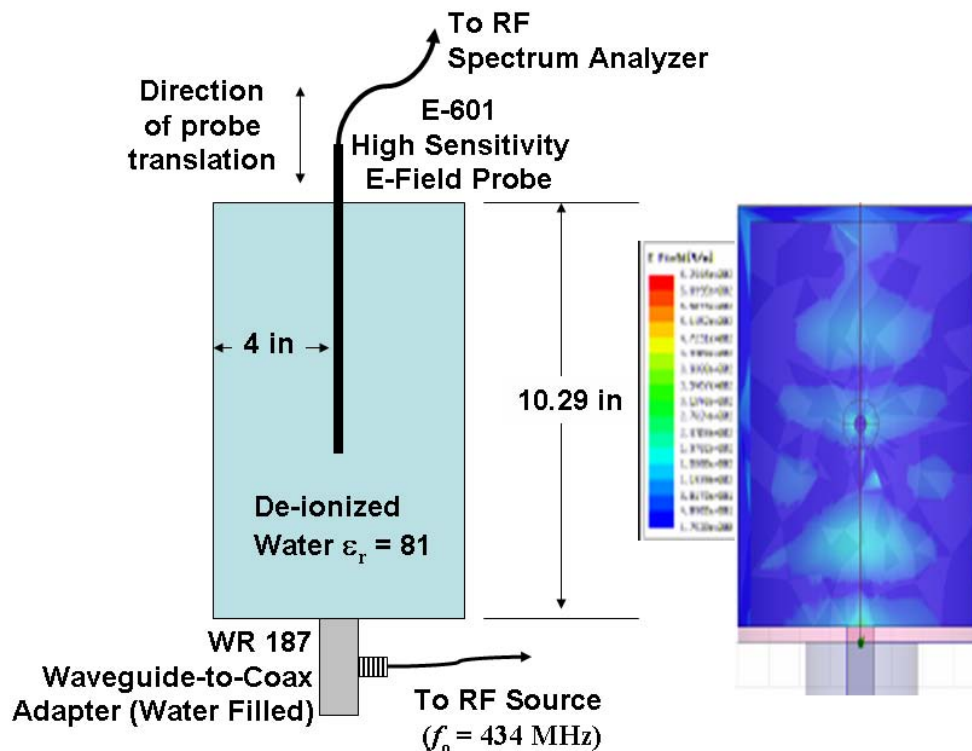 To RF
Spectrum Analyzer
Direction
of probe
translation
E-601
High Sensitivity
E-Field Probe
4 in
10.29 in
De-ionized
Water εr = 81
WR 187
Waveguide-to-Coax
Adapter (Water Filled)
To RF Source
(fo = 434 MHz)